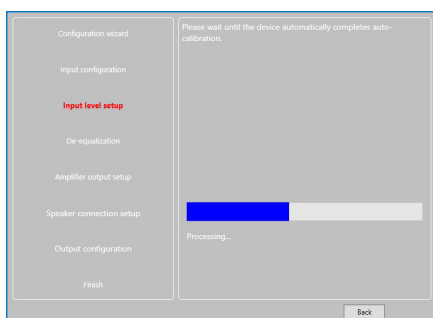 Configuration wizard
Input configuration
Input level setup
De-equalization
Amplifier output setup
Speaker connection setup
Output configuration
Finish
Please wait until the device automatically completes auto-
calibration.
Processing...
Back